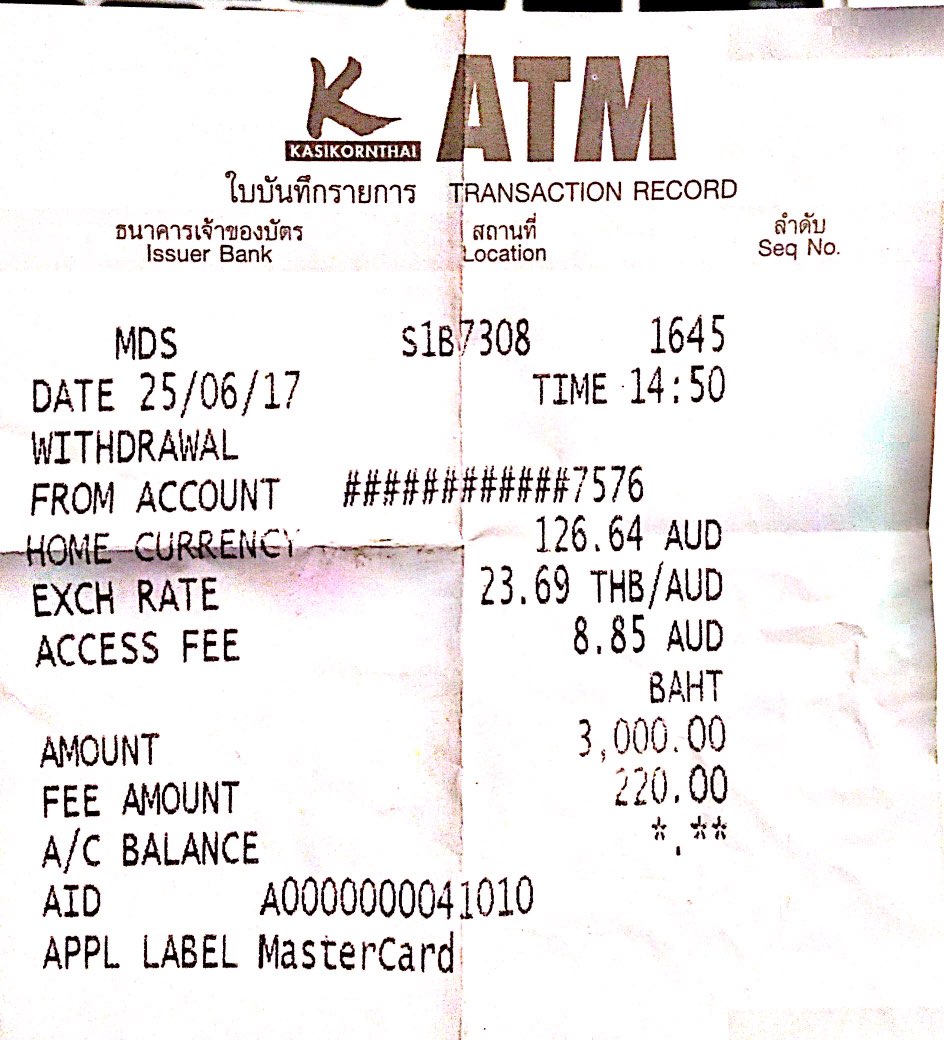 K ATM
KASIKORNTHAI
ใบบันทึกรายการ TRANSACTION RECORD
ธนาคารเจ้าของบัตร สถานที่ ลำดับ
Issuer Bank Location Seq No.
MDS S1B7308 1645
DATE 25/06/17 TIME 14:50
WITHDRAWAL
FROM ACCOUNT ############7576
HOME CURRENCY 126.64 AUD
EXCH RATE 23.69 THB/AUD
ACCESS FEE 8.85 AUD
BAHT
AMOUNT 3,000.00
FEE AMOUNT 220.00
A/C BALANCE *.**
AID A0000000041010
APPL LABEL MasterCard